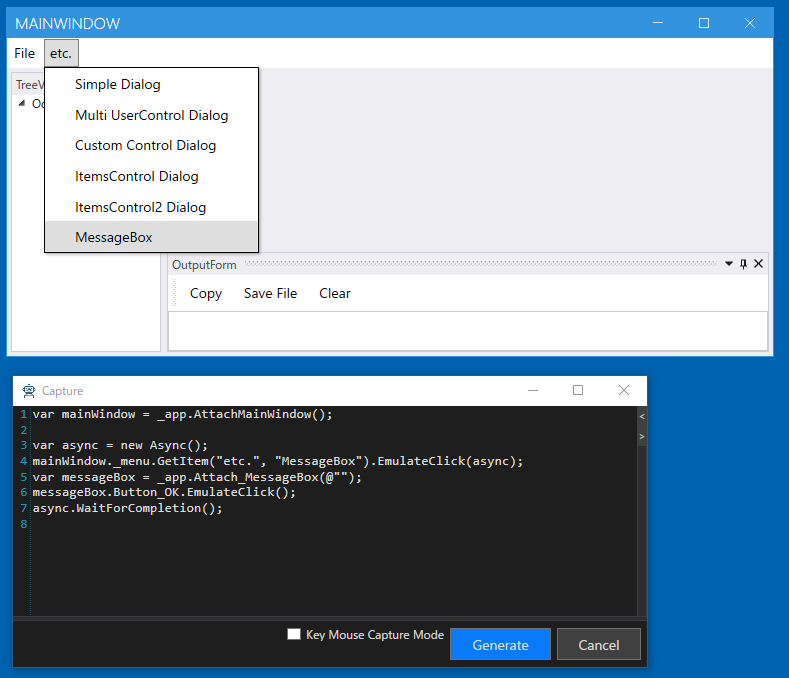 MAINWINDOW
File etc.
TreeV
Simple Dialog
Multi UserControl Dialog
Custom Control Dialog
ItemsControl Dialog
ItemsControl2 Dialog
MessageBox
OutputForm
Copy Save File Clear
Capture
1 var mainWindow = _app.AttachMainWindow();
2
3 var async = new Async();
4 mainWindow._menu.GetItem("etc.", "MessageBox").EmulateClick(async);
5 var messageBox = _app.Attach_MessageBox(@"");
6 messageBox.Button_OK.EmulateClick();
7 async.WaitForCompletion();
8
<
>
Key Mouse Capture Mode
Generate Cancel